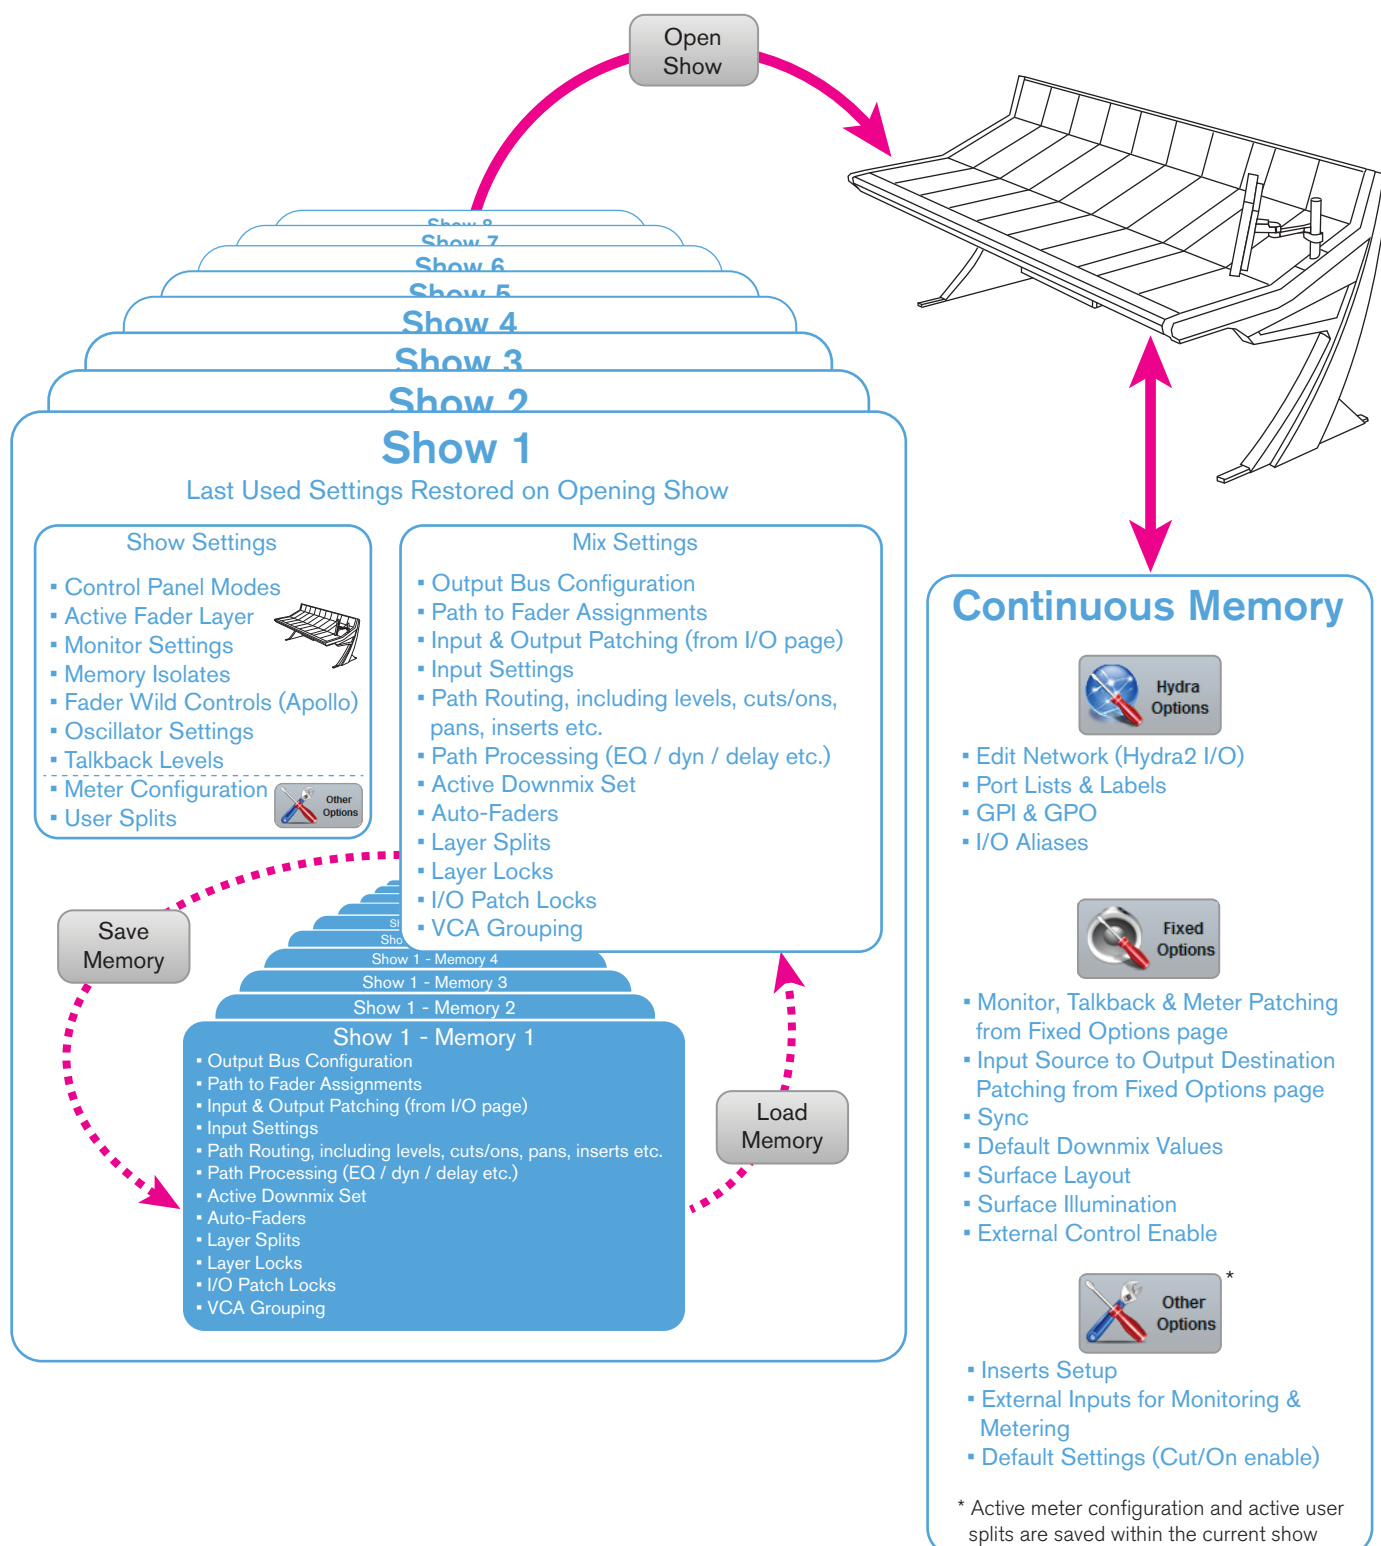 Open
Show
Show 8
Show 7
Show 6
Show 5
Show 4
Show 3
Show 2
Show 1
Last Used Settings Restored on Opening Show
Show Settings
▪ Control Panel Modes
▪ Active Fader Layer
▪ Monitor Settings
▪ Memory Isolates
▪ Fader Wild Controls (Apollo)
▪ Oscillator Settings
▪ Talkback Levels
▪ Meter Configuration
▪ User Splits
Other
Options
Mix Settings
▪ Output Bus Configuration
▪ Path to Fader Assignments
▪ Input & Output Patching (from I/O page)
▪ Input Settings
▪ Path Routing, including levels, cuts/ons,
pans, inserts etc.
▪ Path Processing (EQ / dyn / delay etc.)
▪ Active Downmix Set
▪ Auto-Faders
▪ Layer Splits
▪ Layer Locks
▪ I/O Patch Locks
▪ VCA Grouping
Save
Memory
Sh
Sho
Show 1 - Memory 4
Show 1 - Memory 3
Show 1 - Memory 2
Show 1 - Memory 1
▪ Output Bus Configuration
▪ Path to Fader Assignments
▪ Input & Output Patching (from I/O page)
▪ Input Settings
▪ Path Routing, including levels, cuts/ons, pans, inserts etc.
▪ Path Processing (EQ / dyn / delay etc.)
▪ Active Downmix Set
▪ Auto-Faders
▪ Layer Splits
▪ Layer Locks
▪ I/O Patch Locks
▪ VCA Grouping
Load
Memory
Continuous Memory
Hydra
Options
▪ Edit Network (Hydra2 I/O)
▪ Port Lists & Labels
▪ GPI & GPO
▪ I/O Aliases
Fixed
Options
▪ Monitor, Talkback & Meter Patching
from Fixed Options page
▪ Input Source to Output Destination
Patching from Fixed Options page
▪ Sync
▪ Default Downmix Values
▪ Surface Layout
▪ Surface Illumination
▪ External Control Enable
Other
Options
*
▪ Inserts Setup
▪ External Inputs for Monitoring &
Metering
▪ Default Settings (Cut/On enable)
* Active meter configuration and active user
splits are saved within the current show